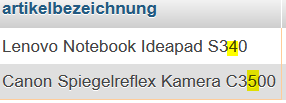 artikelbezeichnung
Lenovo Notebook Ideapad S340
Canon Spiegelreflex Kamera C3500